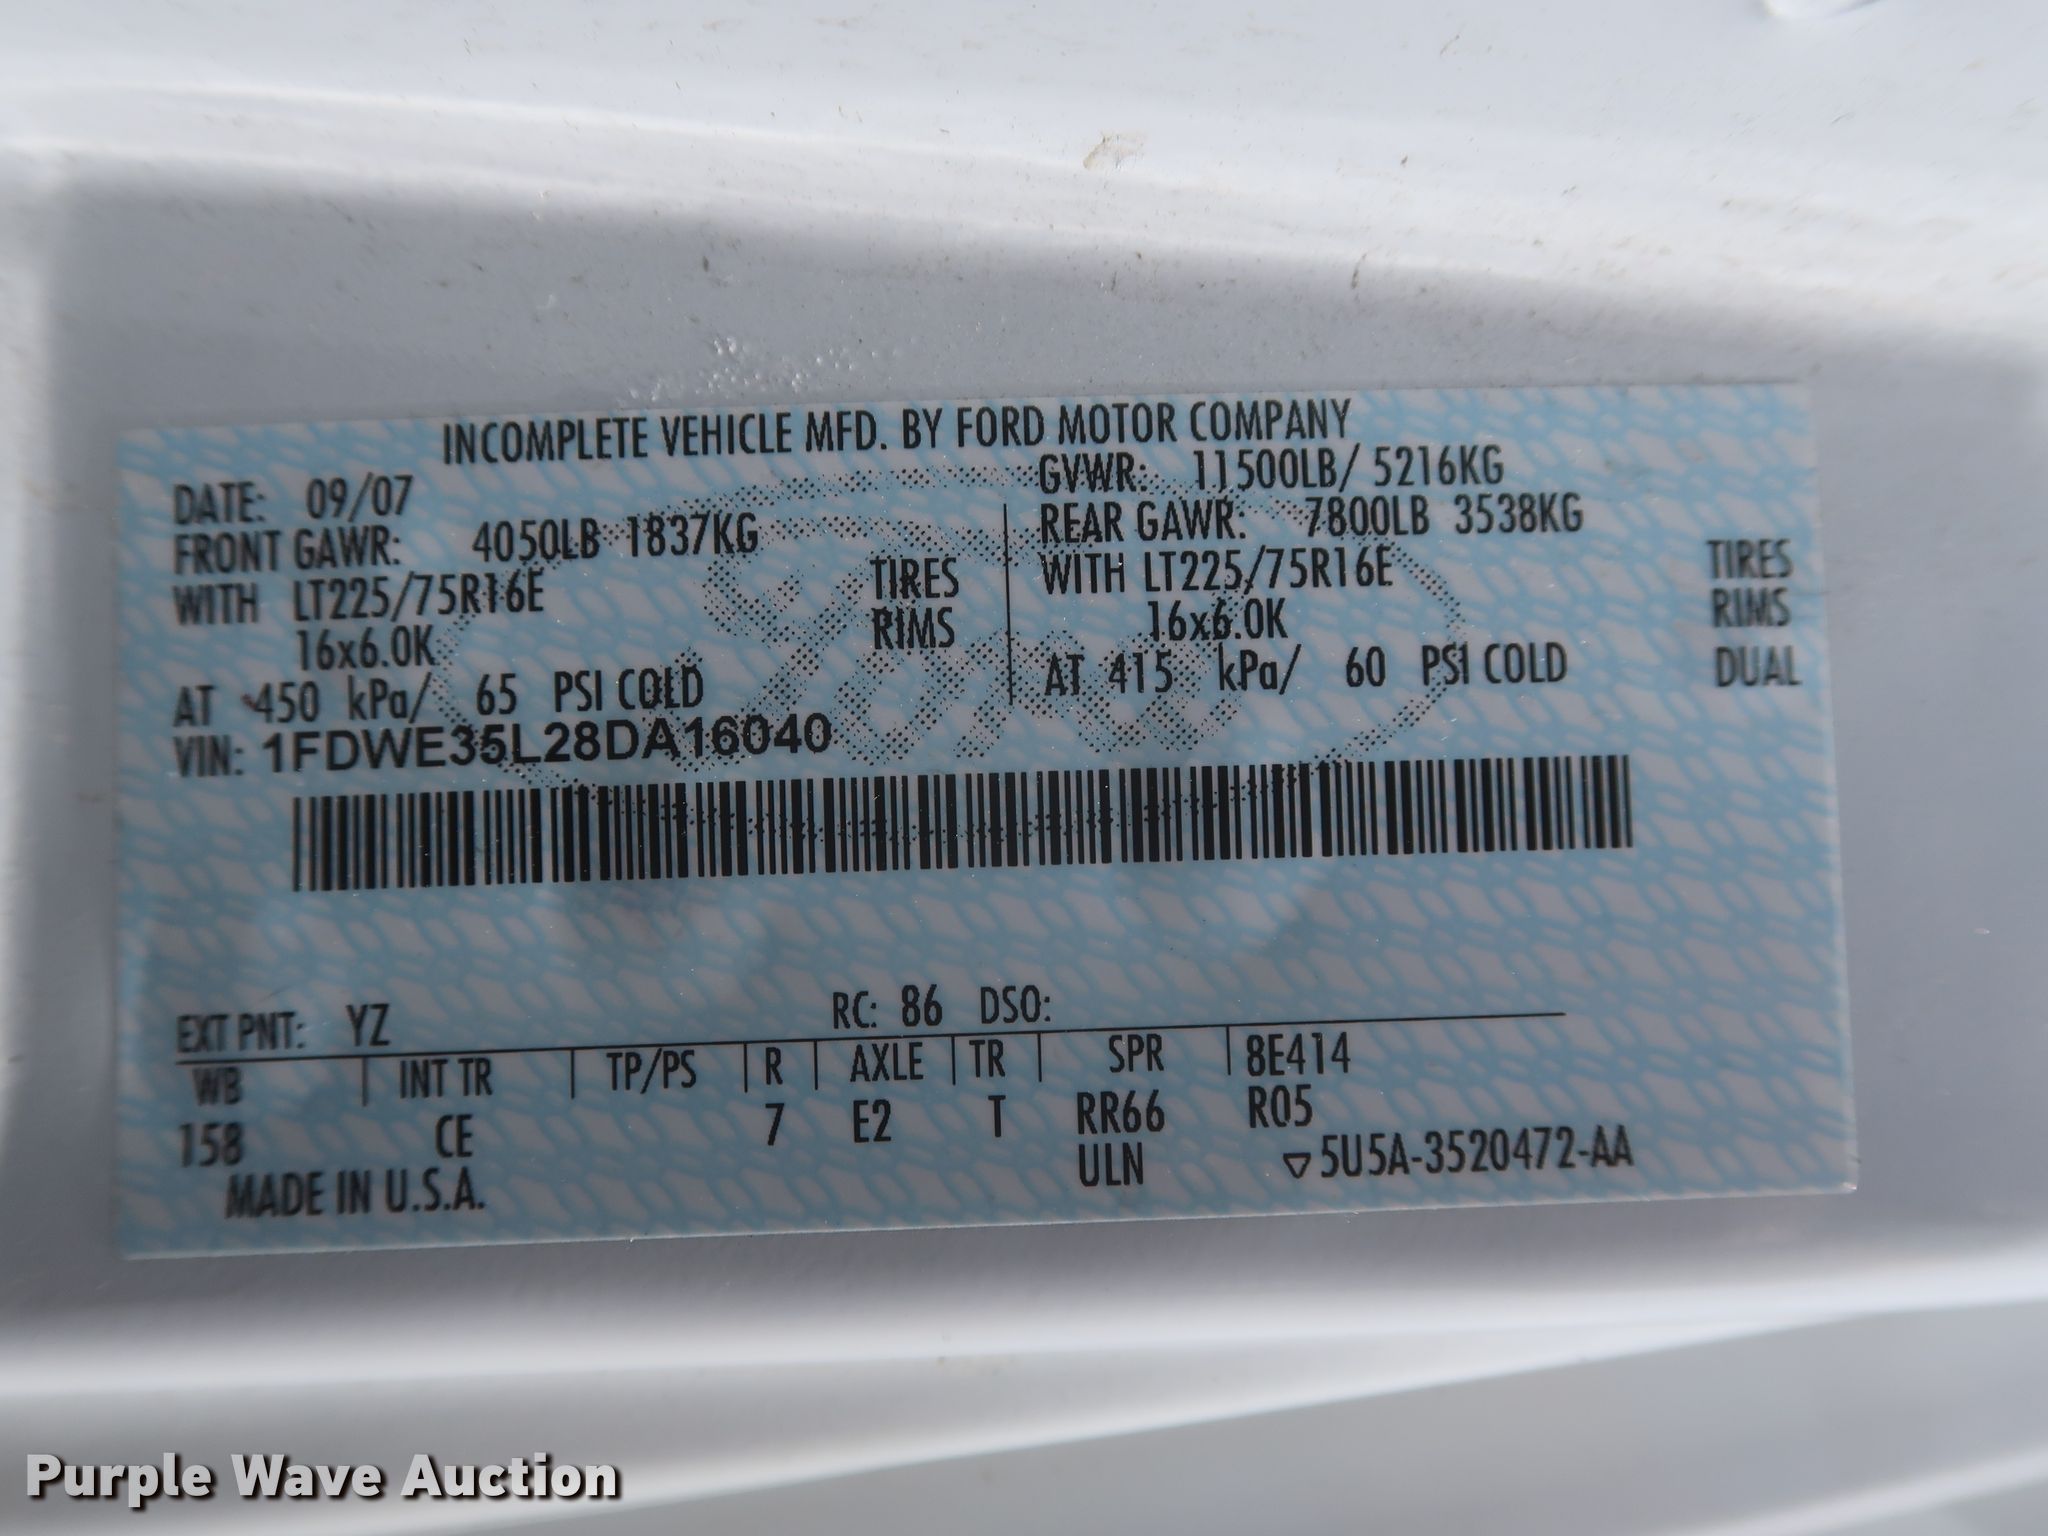 INCOMPLETE VEHICLE MFD. BY FORD MOTOR COMPANY
DATE: 09/07 GVWR: 11500LB/ 5216KG
FRONT GAWR: 4050LB 1837KG REAR GAWR: 7800LB 3538KG
WITH LT225/75R16E TIRES WITH LT225/75R16E TIRES
16x6.0K RIMS 16x6.0K RIMS
AT 450 kPa/ 65 PSI COLD AT 415 kPa/ 60 PSI COLD DUAL
VIN: 1FDWE35L28DA16040
Ford
EXT PNT: YZ RC: 86 DSO:
WB INT TR TP/PS R AXLE TR SPR 8E414
158 CE 7 E2 T RR66 R05
ULN ▽5U5A-3520472-AA
MADE IN U.S.A.
Purple Wave Auction